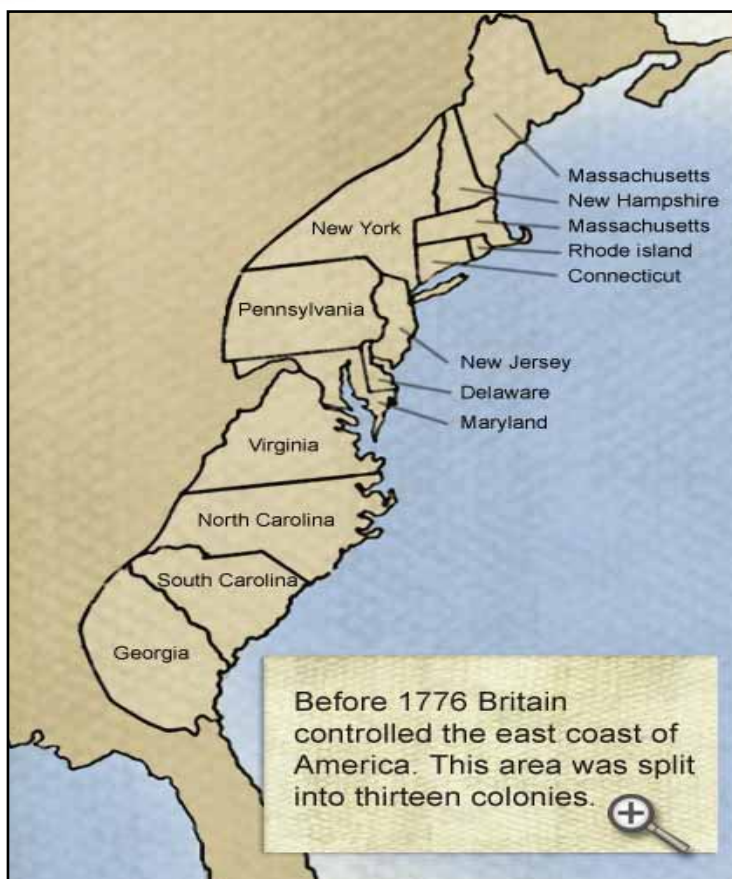 Massachusetts
New Hampshire
Massachusetts
New York
Rhode island
Connecticut
Pennsylvania
New Jersey
Delaware
Maryland
Virginia
North Carolina
South Carolina
Georgia
Before 1776 Britain
controlled the east coast of
America. This area was split
into thirteen colonies.